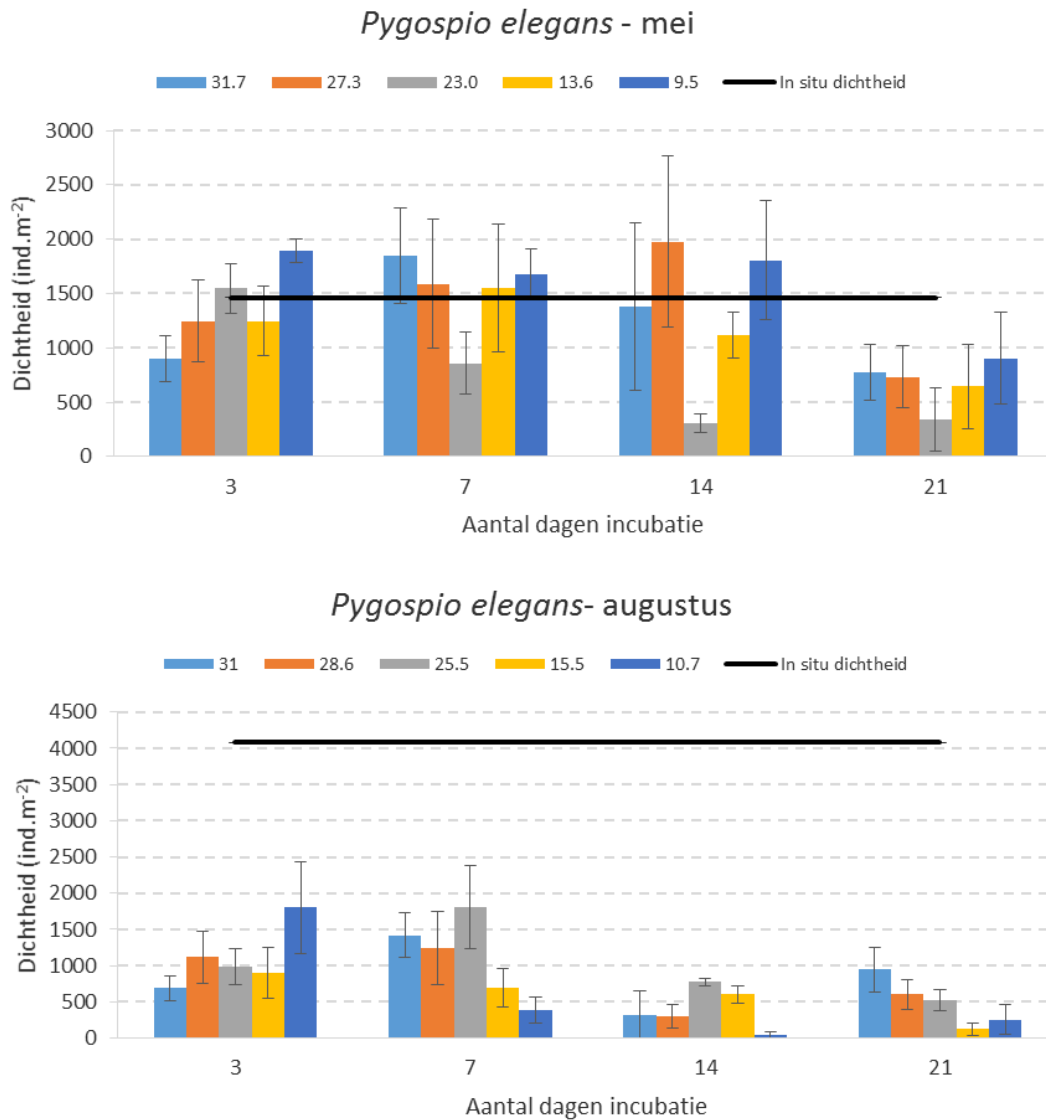 Pygospio elegans - mei
31.7 27.3 23.0 13.6 9.5 In situ dichtheid
3000
2500
2000
1500
1000
500
0
Dichtheid (ind.m-2)
3 7 14 21
Aantal dagen incubatie
Pygospio elegans- augustus
31 28.6 25.5 15.5 10.7 In situ dichtheid
4500
4000
3500
3000
2500
2000
1500
1000
500
0
Dichtheid (ind.m-2)
3 7 14 21
Aantal dagen incubatie